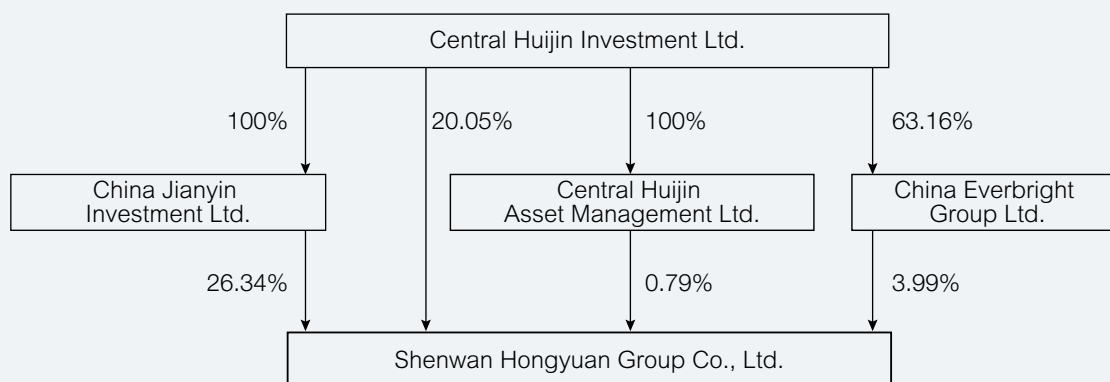 Central Huijin Investment Ltd.
100%
20.05%
100%
63.16%
China Jianyin
Investment Ltd.
Central Huijin
Asset Management Ltd.
China Everbright
Group Ltd.
26.34%
0.79%
3.99%
Shenwan Hongyuan Group Co., Ltd.